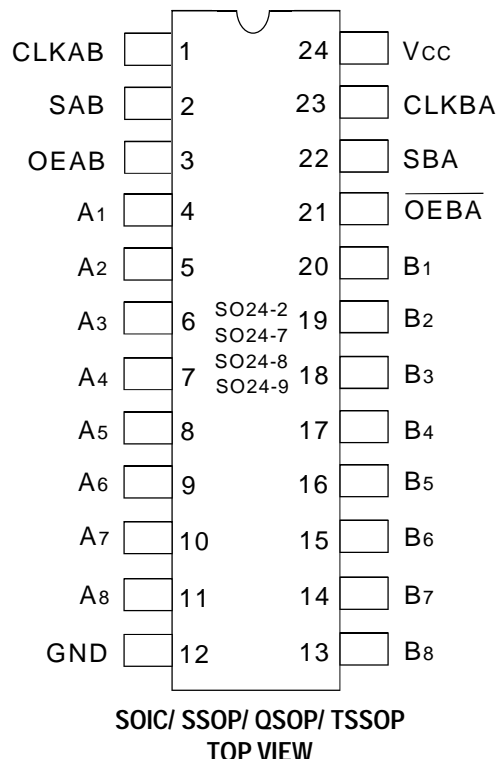 CLKAB 1 24 Vcc
SAB 2 23 CLKBA
OEAB 3 22 SBA
A1 4 21 OEBA
A2 5 20 B1
A3 6 SO24-2 19 B2
SO24-7
A4 7 SO24-8 18 B3
SO24-9
A5 8 17 B4
A6 9 16 B5
A7 10 15 B6
A8 11 14 B7
GND 12 13 B8
SOIC/ SSOP/ QSOP/ TSSOP
TOP VIEW